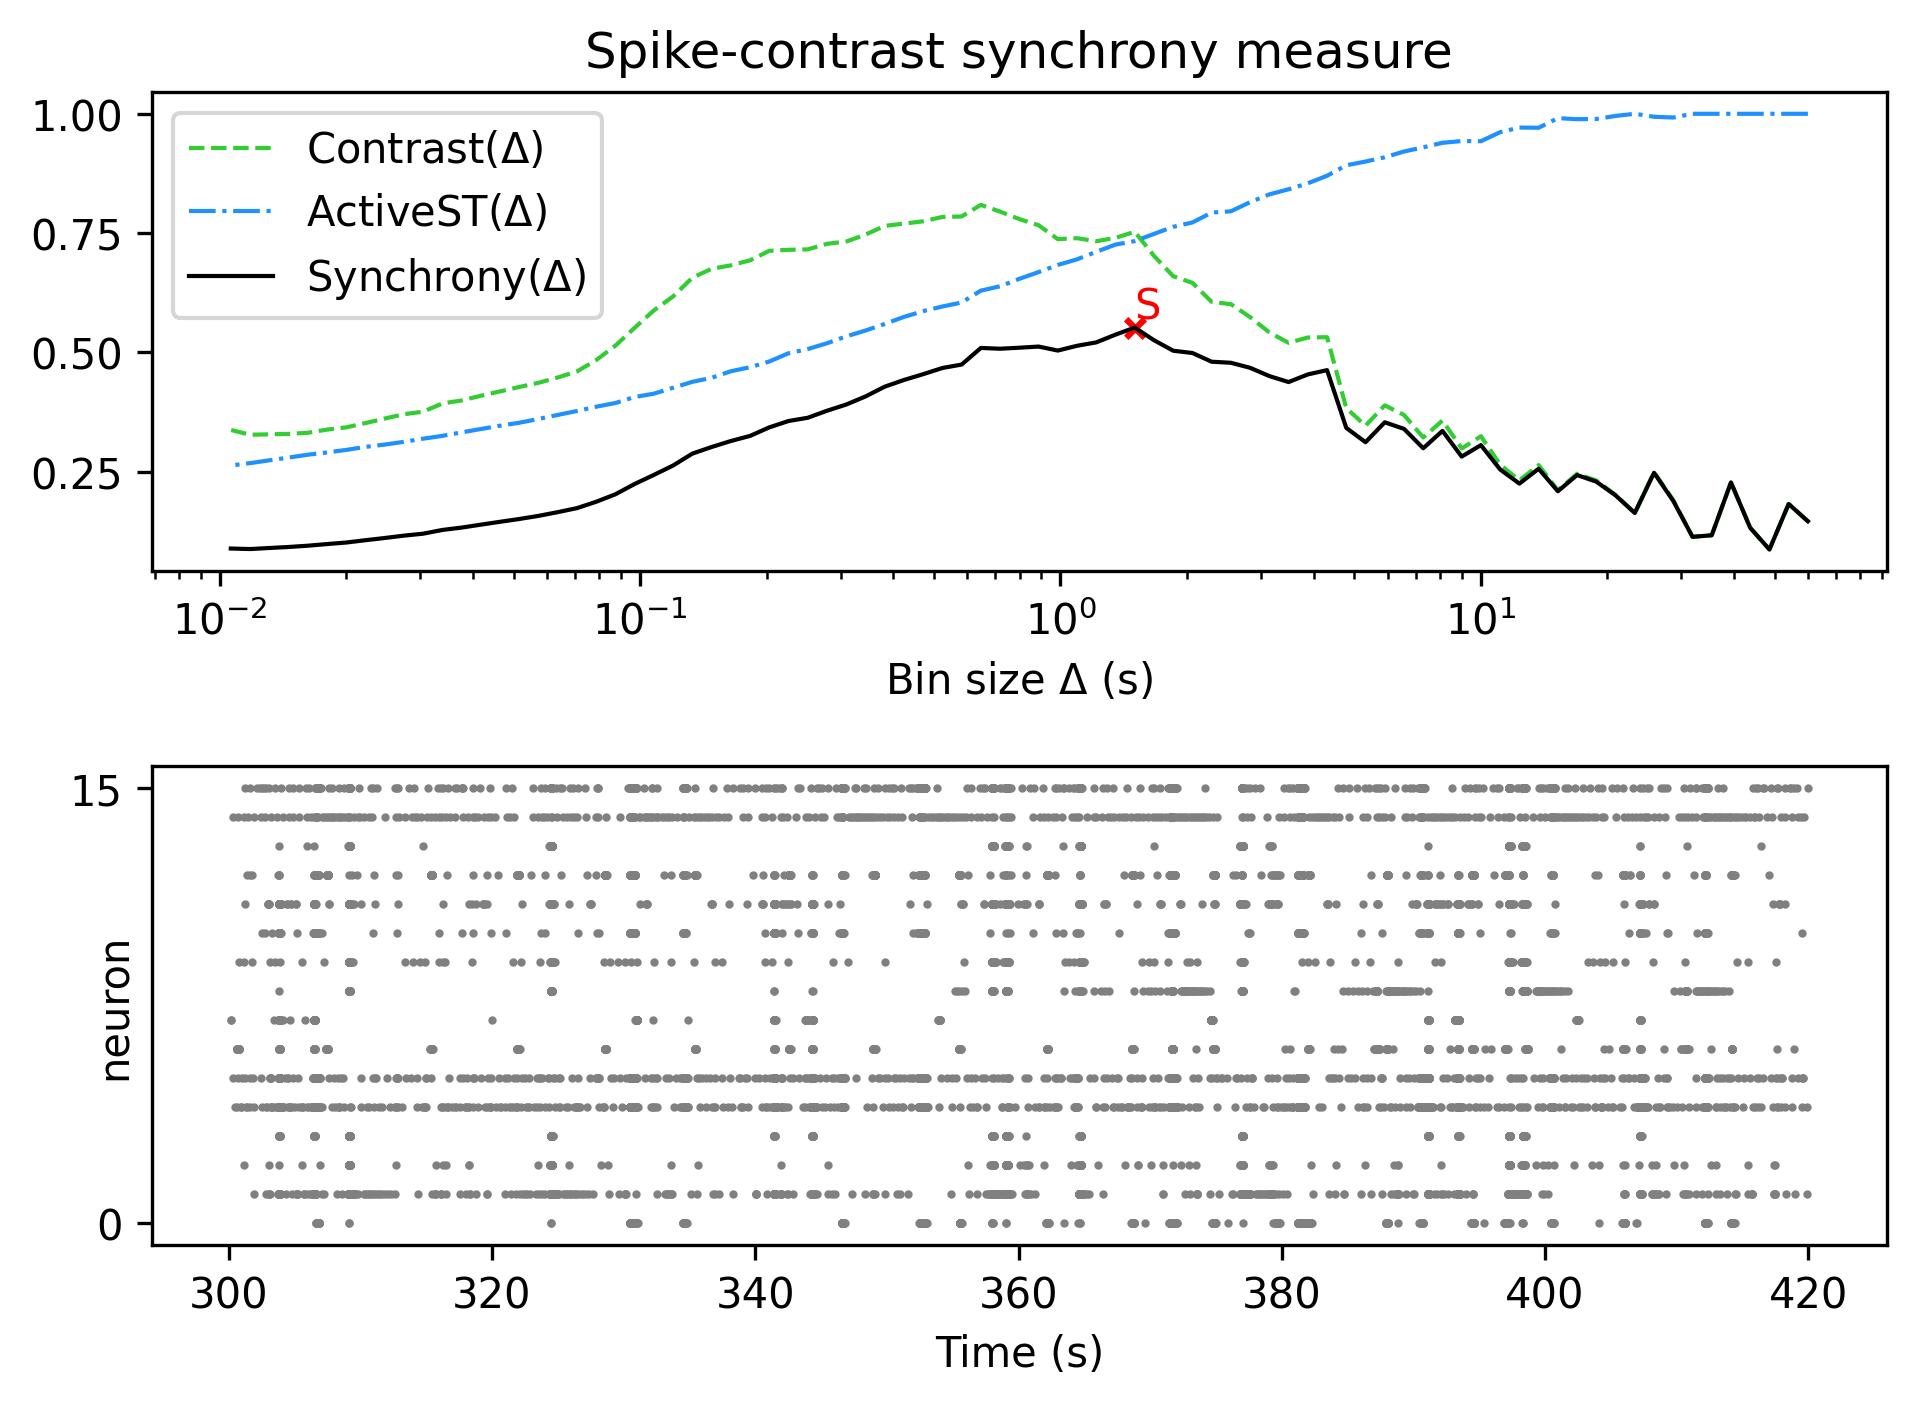 Spike-contrast synchrony measure
1.00
0.75
0.50
0.25
Contrast(Δ)
ActiveST(Δ)
Synchrony(Δ)
S
10⁻² 10⁻¹ 10⁰ 10¹
Bin size Δ (s)
15
0
neuron
300 320 340 360 380 400 420
Time (s)